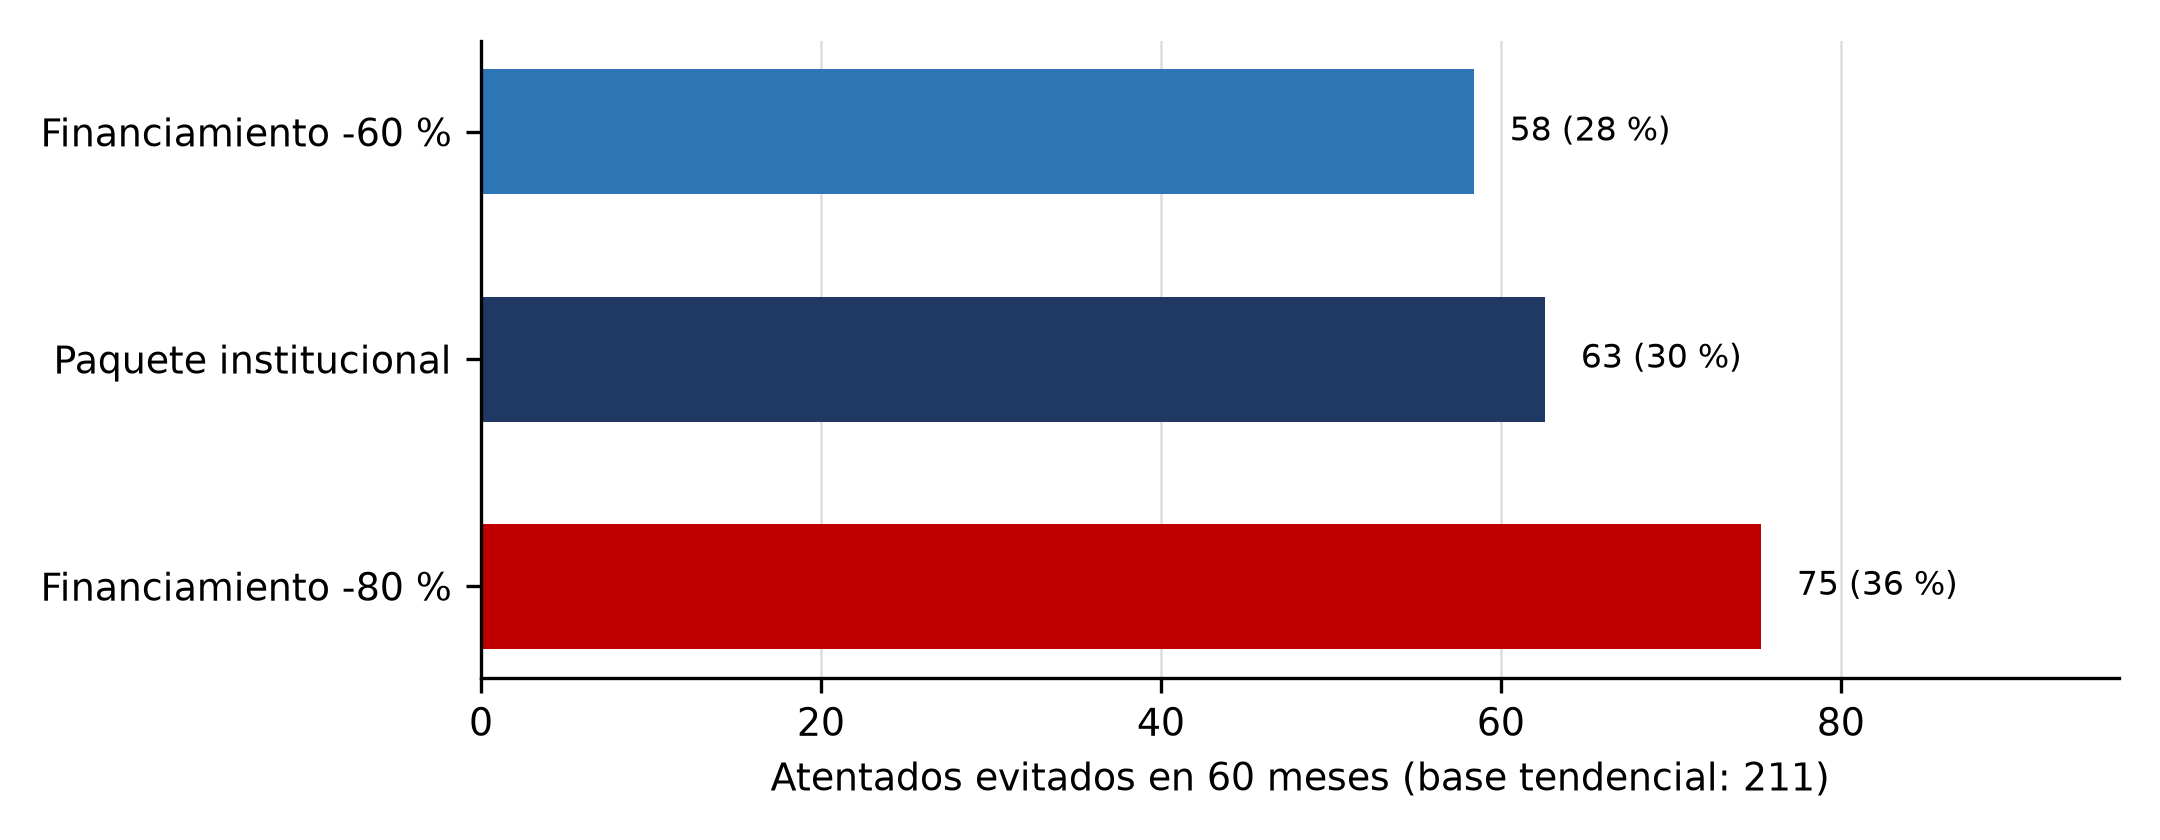 Financiamiento -60 %
58 (28 %)
Paquete institucional
63 (30 %)
Financiamiento -80 %
75 (36 %)
0 20 40 60 80
Atentados evitados en 60 meses (base tendencial: 211)